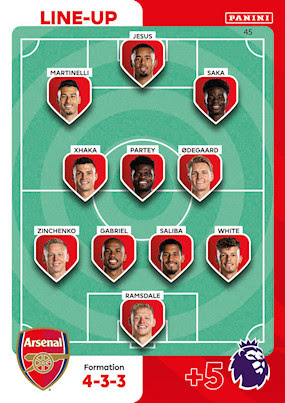 LINE-UP
PANINI
45
JESUS
MARTINELLI
SAKA
XHAKA
PARTEY
ØDEGAARD
ZINCHENKO
GABRIEL
SALIBA
WHITE
RAMSDALE
Arsenal
Formation
4-3-3
+5